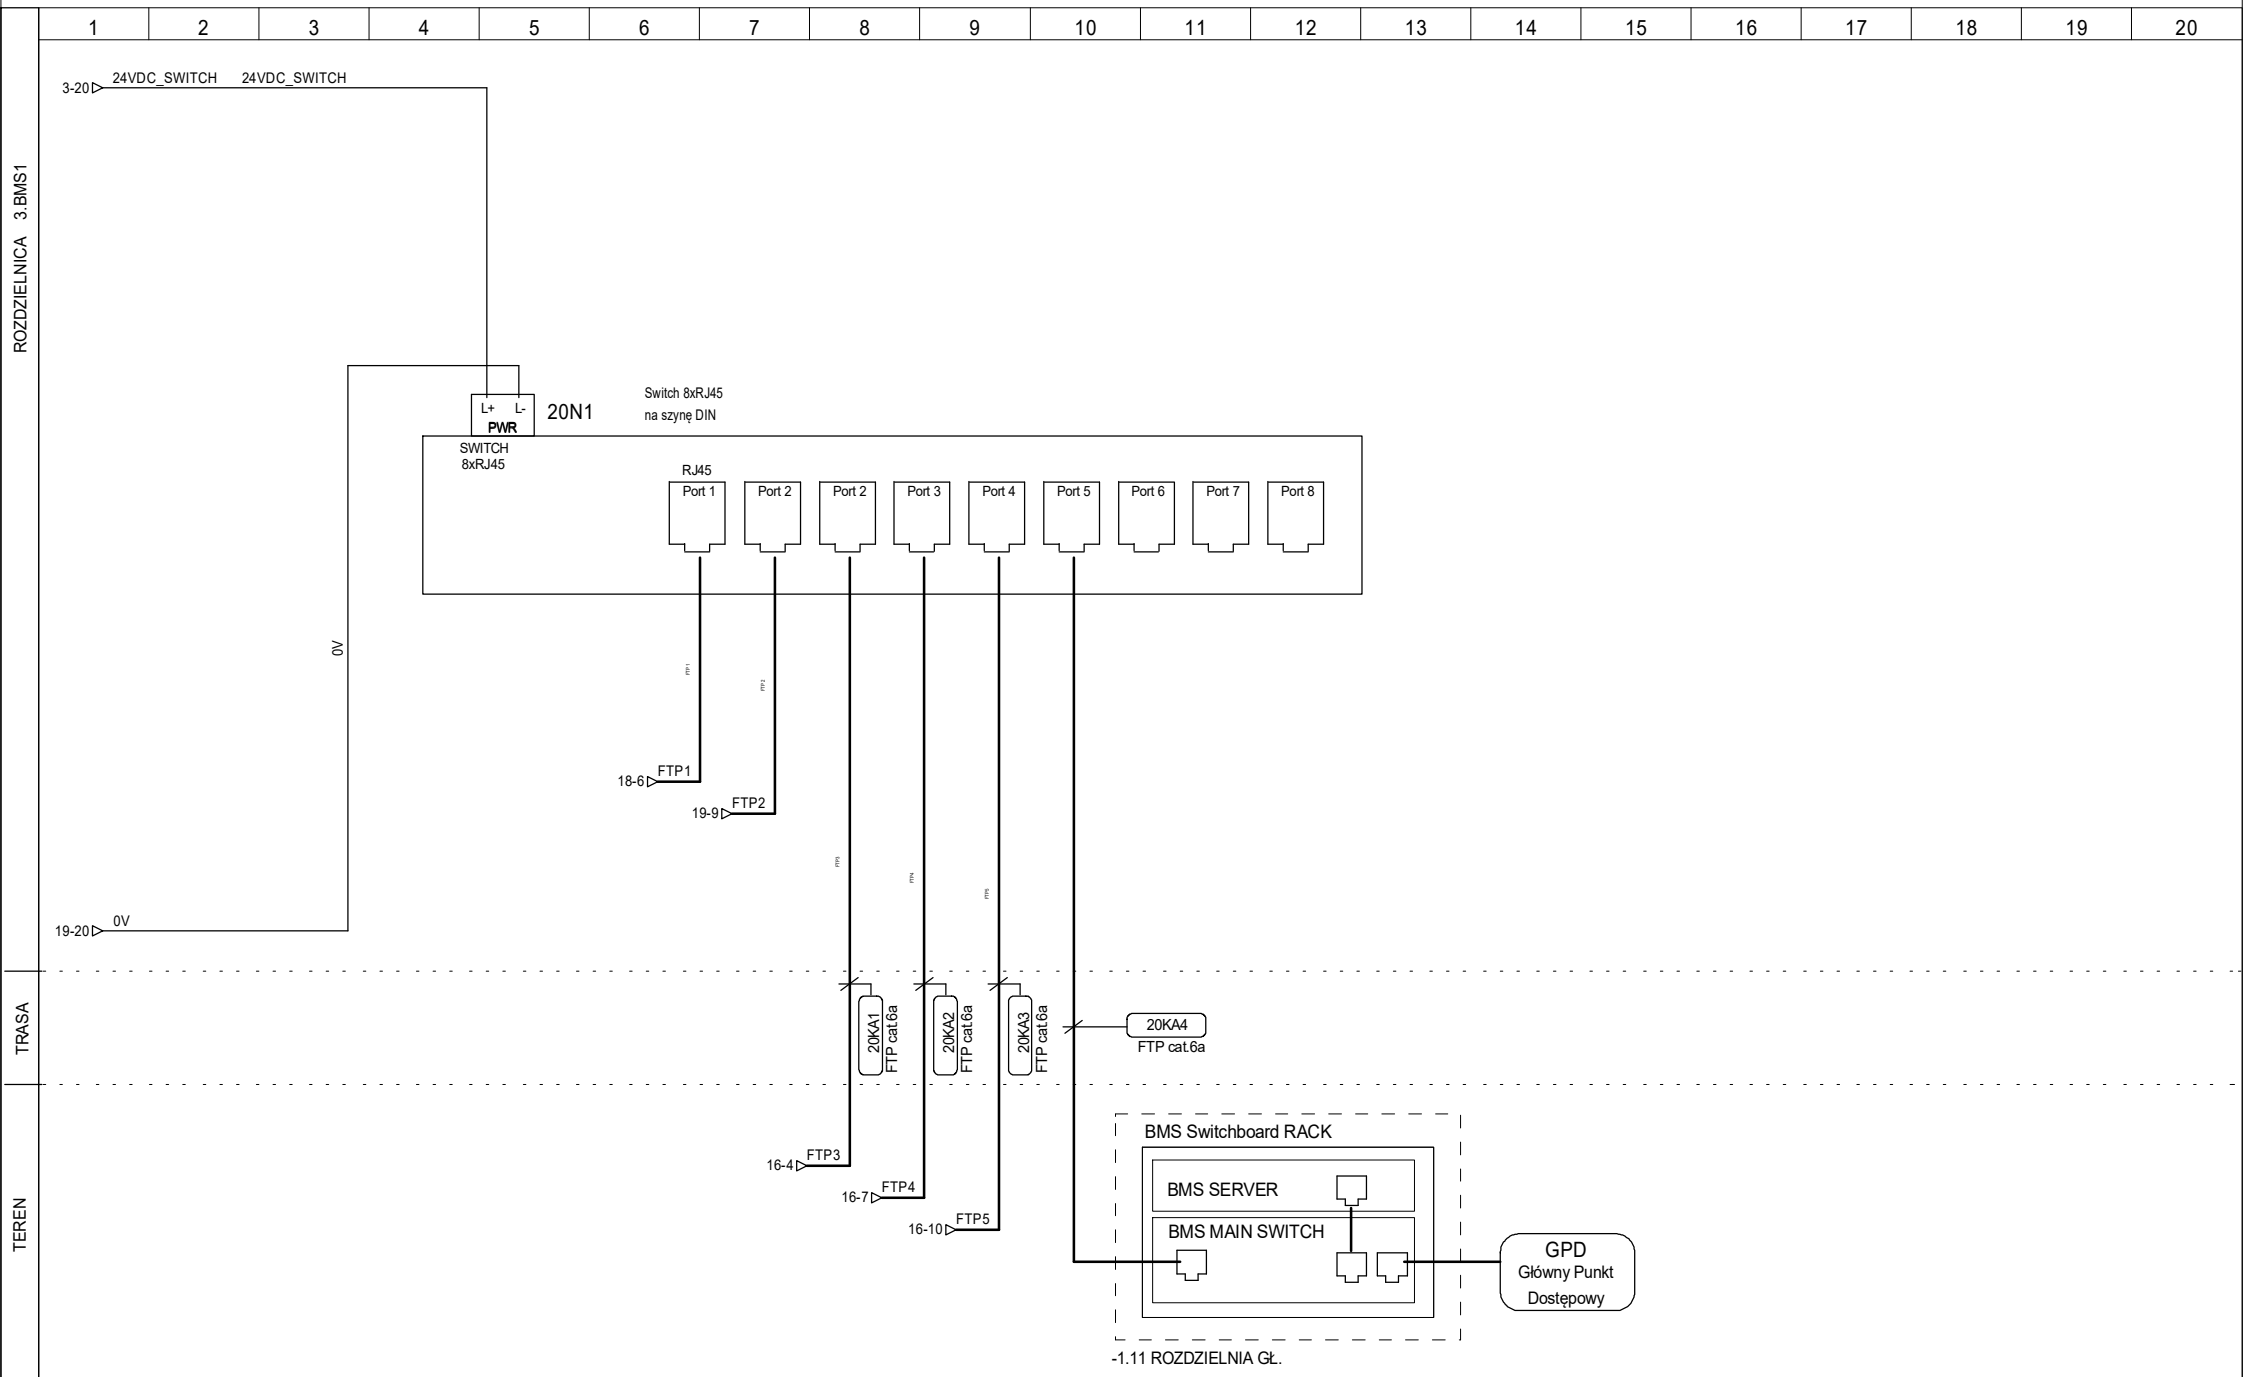 1 2 3 4 5 6 7 8 9 10 11 12 13 14 15 16 17 18 19 20
ROZDZIELNICA 3.BMS1
3-20 24VDC_SWITCH 24VDC_SWITCH
L+ L-
PWR
20N1
Switch 8xRJ45
na szynę DIN
SWITCH
8xRJ45
RJ45
Port 1 Port 2 Port 2 Port 3 Port 4 Port 5 Port 6 Port 7 Port 8
0V
FTP1
FTP2
18-6 FTP1
19-9 FTP2
FTP3
FTP4
FTP5
19-20 0V
TRASA
20KA1
FTP cat.6a
20KA2
FTP cat.6a
20KA3
FTP cat.6a
20KA4
FTP cat.6a
TEREN
16-4 FTP3
16-7 FTP4
16-10 FTP5
BMS Switchboard RACK
BMS SERVER
BMS MAIN SWITCH
GPD
Główny Punkt
Dostępowy
-1.11 ROZDZIELNIA GŁ.